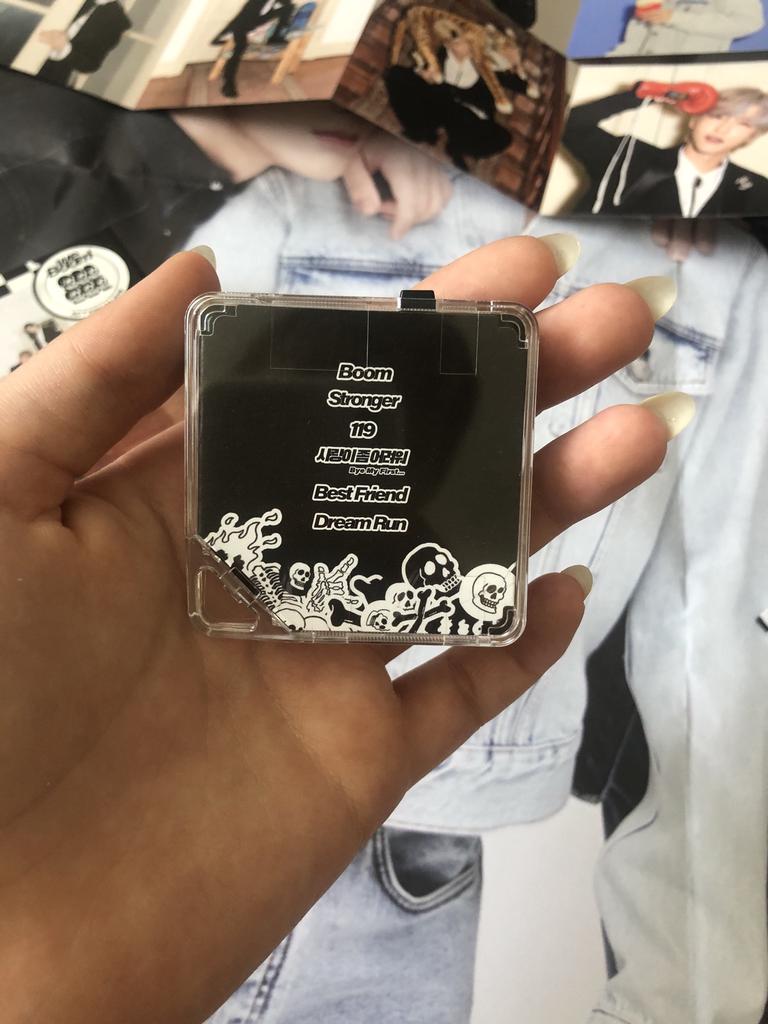 Boom
Stronger
119
사랑이 좀 어려워
Bye My First...
Best Friend
Dream Run